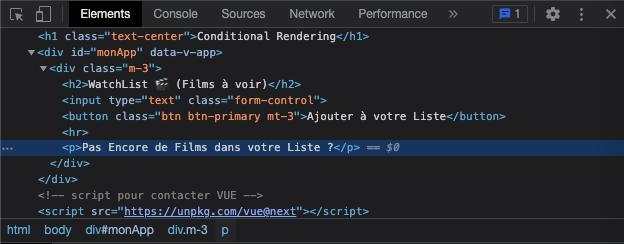 Elements Console Sources Network Performance » 1
<h1 class="text-center">Conditional Rendering</h1>
▼<div id="monApp" data-v-app>
▼<div class="m-3">
<h2>WatchList 🎬 (Films à voir)</h2>
<input type="text" class="form-control">
<button class="btn btn-primary mt-3">Ajouter à votre Liste</button>
<hr>
… <p>Pas Encore de Films dans votre Liste ?</p> == $0
</div>
</div>
<!-- script pour contacter VUE -->
<script src="https://unpkg.com/vue@next"></script>
html body div#monApp div.m-3 p